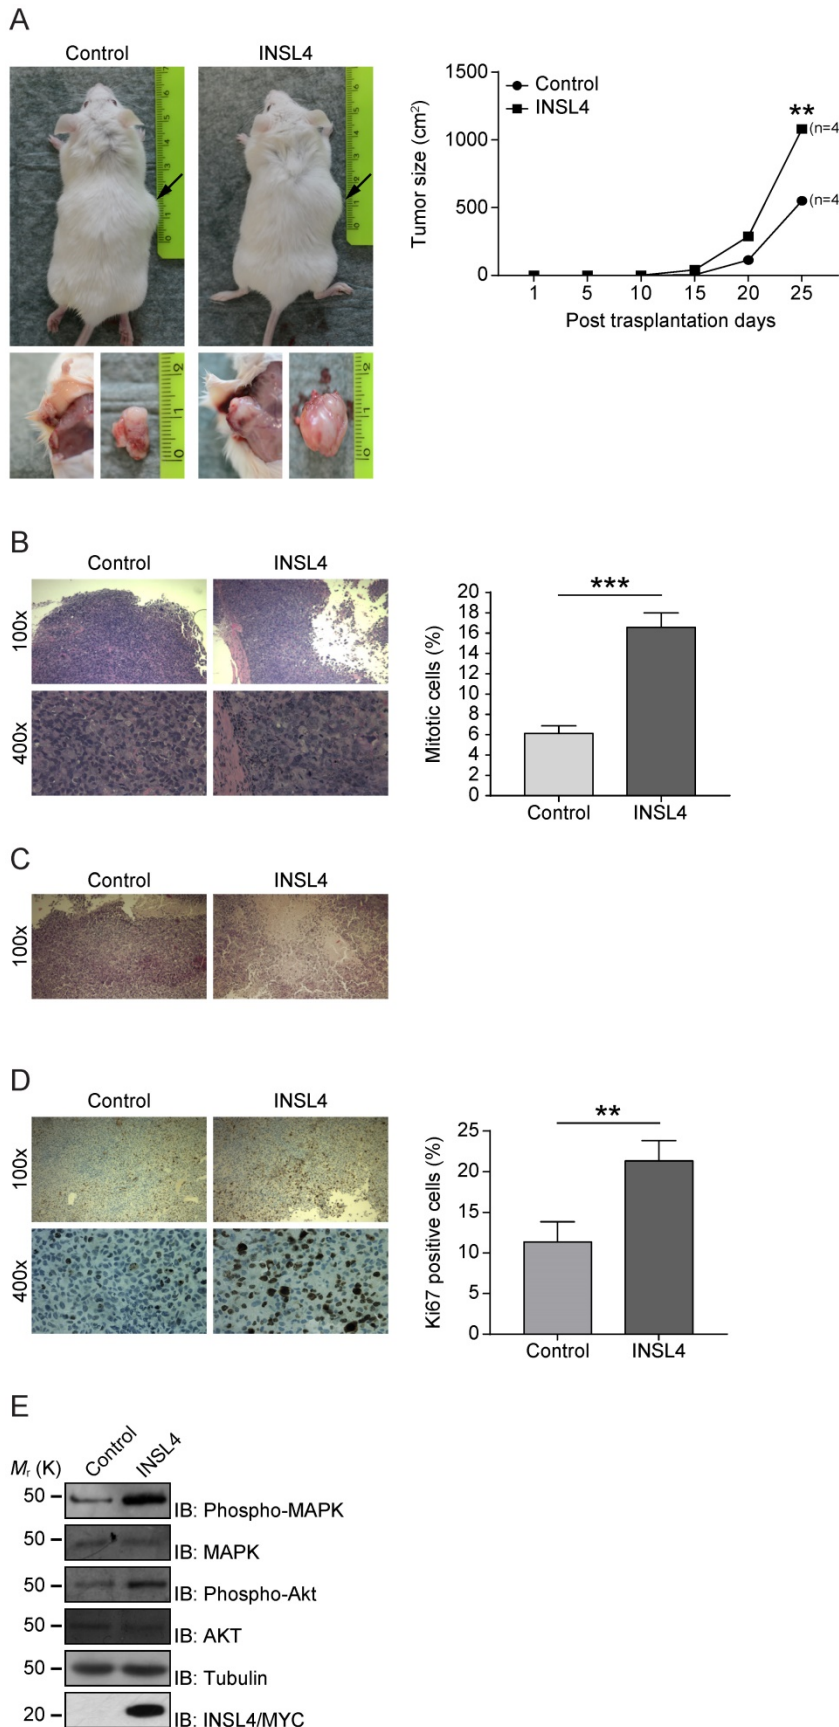 A
Control INSL4
1500
1000
500
0
Tumor size (cm²)
Control
INSL4
**
(n=4
(n=4
1 5 10 15 20 25
Post trasplantation days
B
Control INSL4
100x
400x
Mitotic cells (%)
20
18
16
14
12
10
8
6
4
2
0
***
Control INSL4
C
Control INSL4
100x
D
Control INSL4
100x
400x
Ki67 positive cells (%)
25
20
15
10
5
0
**
Control INSL4
E
Mr (K) Control INSL4
50 IB: Phospho-MAPK
50 IB: MAPK
50 IB: Phospho-Akt
50 IB: AKT
50 IB: Tubulin
20 IB: INSL4/MYC